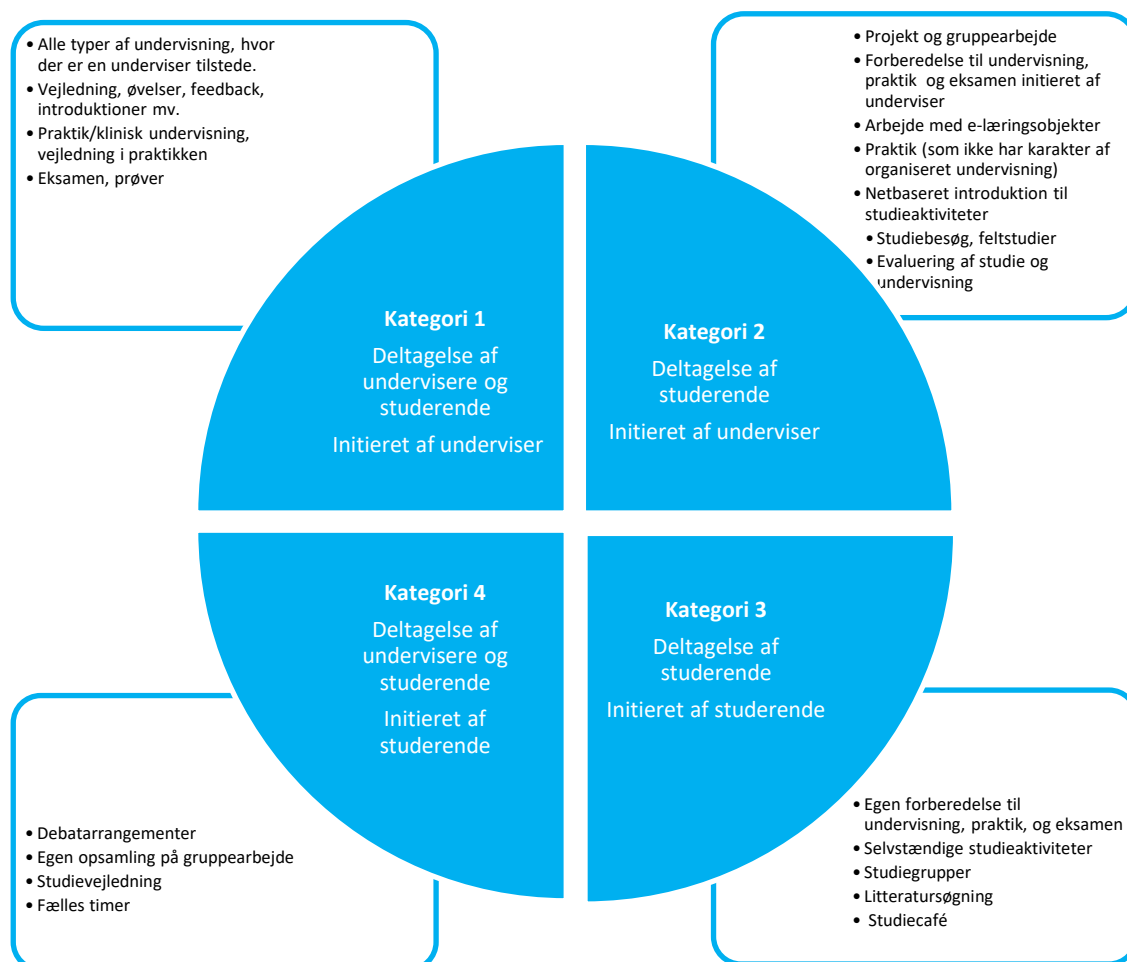 • Alle typer af undervisning, hvor
der er en underviser tilstede.
• Vejledning, øvelser, feedback,
introduktioner mv.
• Praktik/klinisk undervisning,
vejledning i praktikken
• Eksamen, prøver
• Projekt og gruppearbejde
• Forberedelse til undervisning,
praktik og eksamen initieret af
underviser
• Arbejde med e-læringsobjekter
• Praktik (som ikke har karakter af
organiseret undervisning)
• Netbaseret introduktion til
studieaktiviteter
• Studiebesøg, feltstudier
• Evaluering af studie og
undervisning
Kategori 1
Deltagelse af
undervisere og
studerende
Initieret af underviser
Kategori 2
Deltagelse af
studerende
Initieret af underviser
Kategori 4
Deltagelse af
undervisere og
studerende
Initieret af
studerende
Kategori 3
Deltagelse af
studerende
Initieret af studerende
• Debatarrangementer
• Egen opsamling på gruppearbejde
• Studievejledning
• Fælles timer
• Egen forberedelse til
undervisning, praktik, og eksamen
• Selvstændige studieaktiviteter
• Studiegrupper
• Litteratursøgning
• Studiecafé